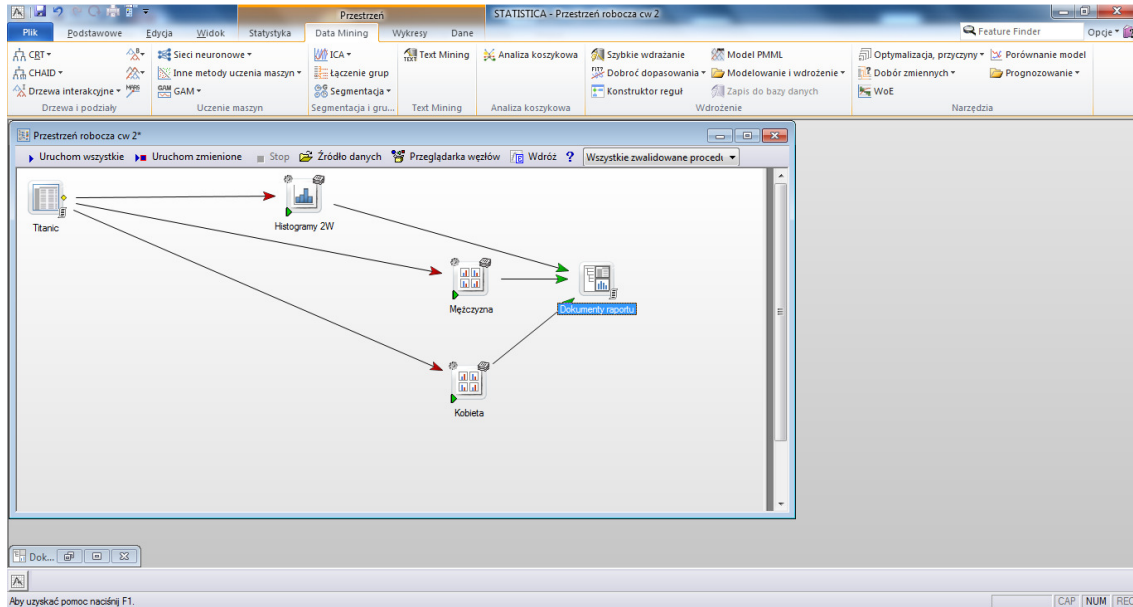 Przestrzeń STATISTICA - Przestrzeń robocza cw 2
Plik Podstawowe Edycja Widok Statystyka Data Mining Wykresy Dane Feature Finder Opcje
C&RT Sieci neuronowe ICA Text Mining Analiza koszykowa Szybkie wdrażanie Model PMML Optymalizacja, przyczyny Porównanie model
CHAID Inne metody uczenia maszyn Łączenie grup Dobroć dopasowania Modelowanie i wdrożenie Dobór zmiennych Prognozowanie
Drzewa interakcyjne GAM Segmentacja Konstruktor reguł Zapis do bazy danych WoE
Drzewa i podziały Uczenie maszyn Segmentacja i gru... Text Mining Analiza koszykowa Wdrożenie Narzędzia
Przestrzeń robocza cw 2*
Uruchom wszystkie Uruchom zmienione Stop Źródło danych Przeglądarka węzłów Wdróż ? Wszystkie zwalidowane procedu
Titanic
Histogramy 2W
Mężczyzna
Dokumenty raportu
Kobieta
Dok...
Aby uzyskać pomoc naciśnij F1. CAP NUM REC